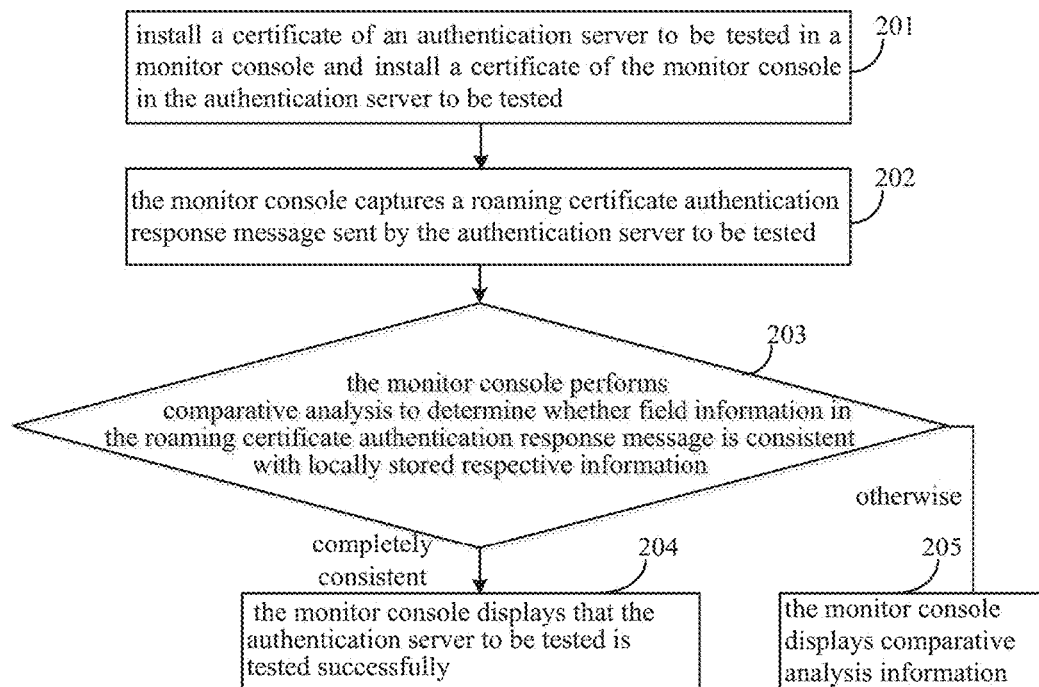 install a certificate of an authentication server to be tested in a
monitor console and install a certificate of the monitor console
in the authentication server to be tested
201
the monitor console captures a roaming certificate authentication
response message sent by the authentication server to be tested
202
203
the monitor console performs
comparative analysis to determine whether field information in
the roaming certificate authentication response message is consistent
with locally stored respective information
otherwise
completely
consistent
204
205
the monitor console displays that the
authentication server to be tested is
tested successfully
the monitor console
displays comparative
analysis information